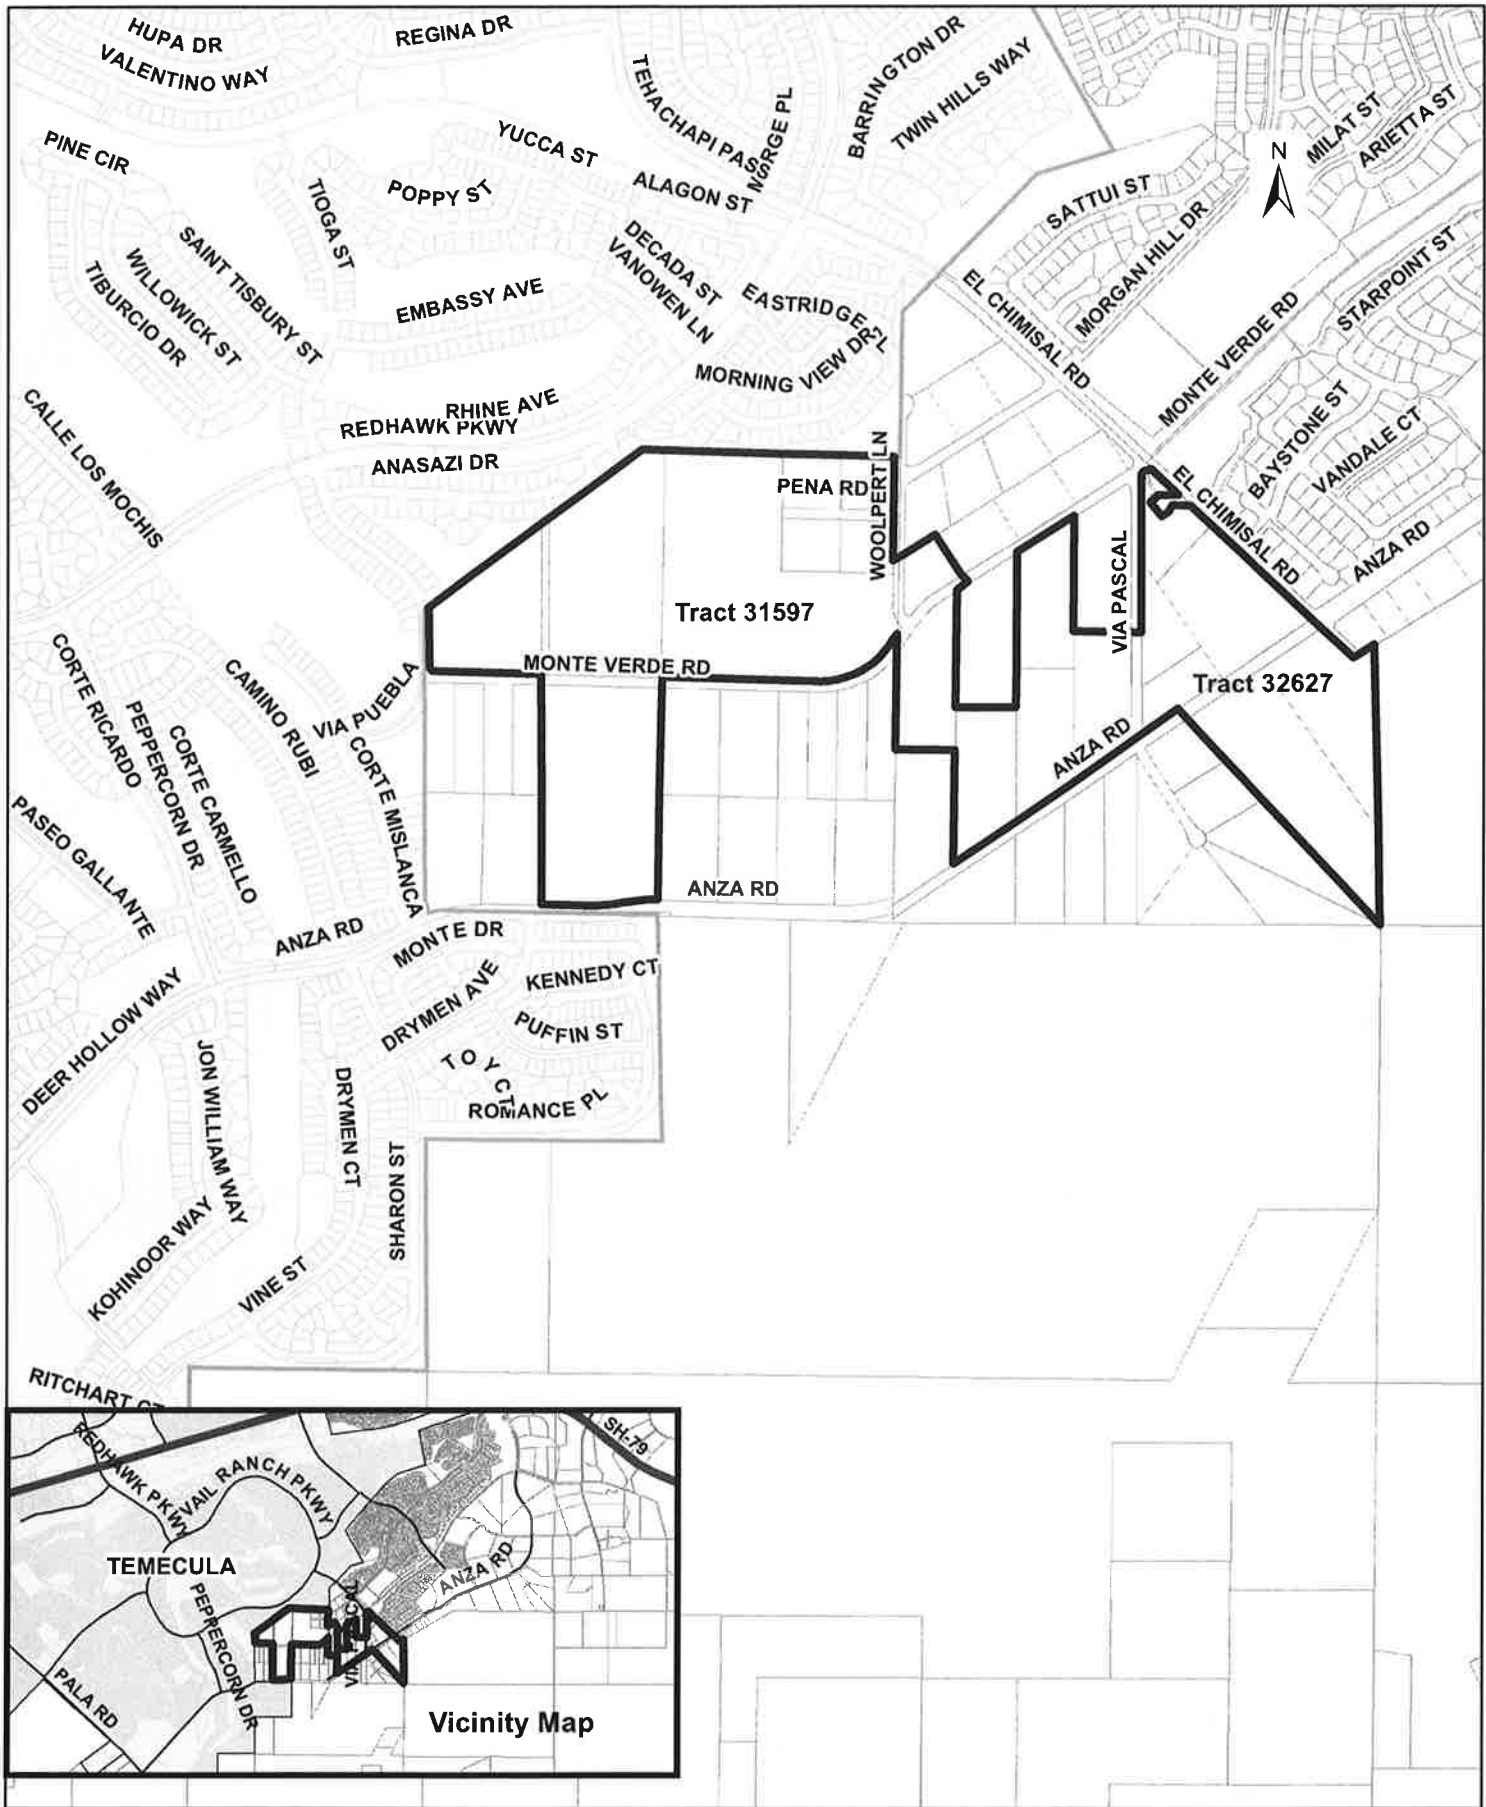 HUPA DR
REGINA DR
VALENTINO WAY
TEHACHAPI PAS
NSRGE PL
BARRINGTON DR
TWIN HILLS WAY
MILAT ST
ARIETTA ST
PINE CIR
YUCCA ST
N
TIOGA ST
POPPY ST
ALAGON ST
SATTUI ST
MORGAN HILL DR
SAINT TISBURY ST
WILLOWICK ST
TIBURCIO DR
DECADA ST
VANOWEN LN
EASTRIDGE PL
EL CHIMISAL RD
STARPOINT ST
EMBASSY AVE
MONTE VERDE RD
MORNING VIEW DR
CALLE LOS MOCHIS
RHINE AVE
REDHAWK PKWY
ANASAZI DR
BAYSTONE ST
VANDALE CT
PENA RD
WOOLPERT LN
EL CHIMISAL RD
ANZA RD
VIA PASCAL
Tract 31597
CORTE RICARDO
PEPPERCORN DR
CORTE CARMELLO
CAMINO RUBI
VIA PUEBLA
MONTE VERDE RD
Tract 32627
CORTE MISLANCA
ANZA RD
PASEO GALLANTE
ANZA RD
ANZA RD
MONTE DR
DEER HOLLOW WAY
KENNEDY CT
DRYMEN AVE
PUFFIN ST
TOY CT
ROMANCE PL
JON WILLIAM WAY
DRYMEN CT
SHARON ST
KOHINOOR WAY
VINE ST
RITCHART CT
REDHAWK PKWY
VAIL RANCH PKWY
SH-79
TEMECULA
ANZA RD
PEPPERCORN DR
VIA PASCAL
PALA RD
Vicinity Map